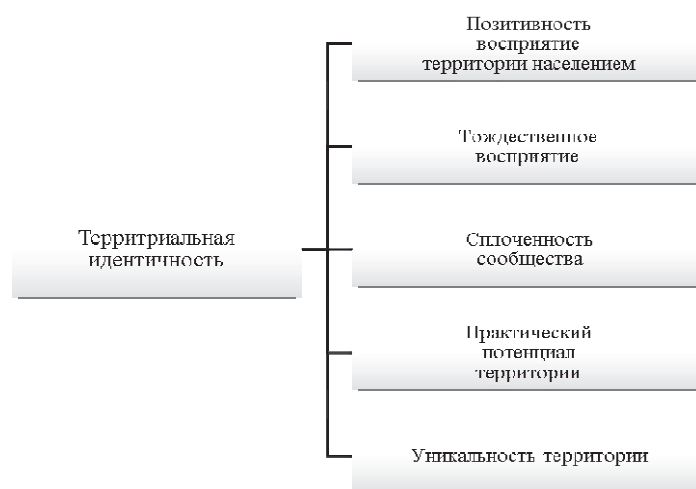 Позитивность
восприятие
территории населением
Тождественное
восприятие
Территриальная
идентичность
Сплоченность
сообщества
Практический
потенциал
территории
Уникальность территории